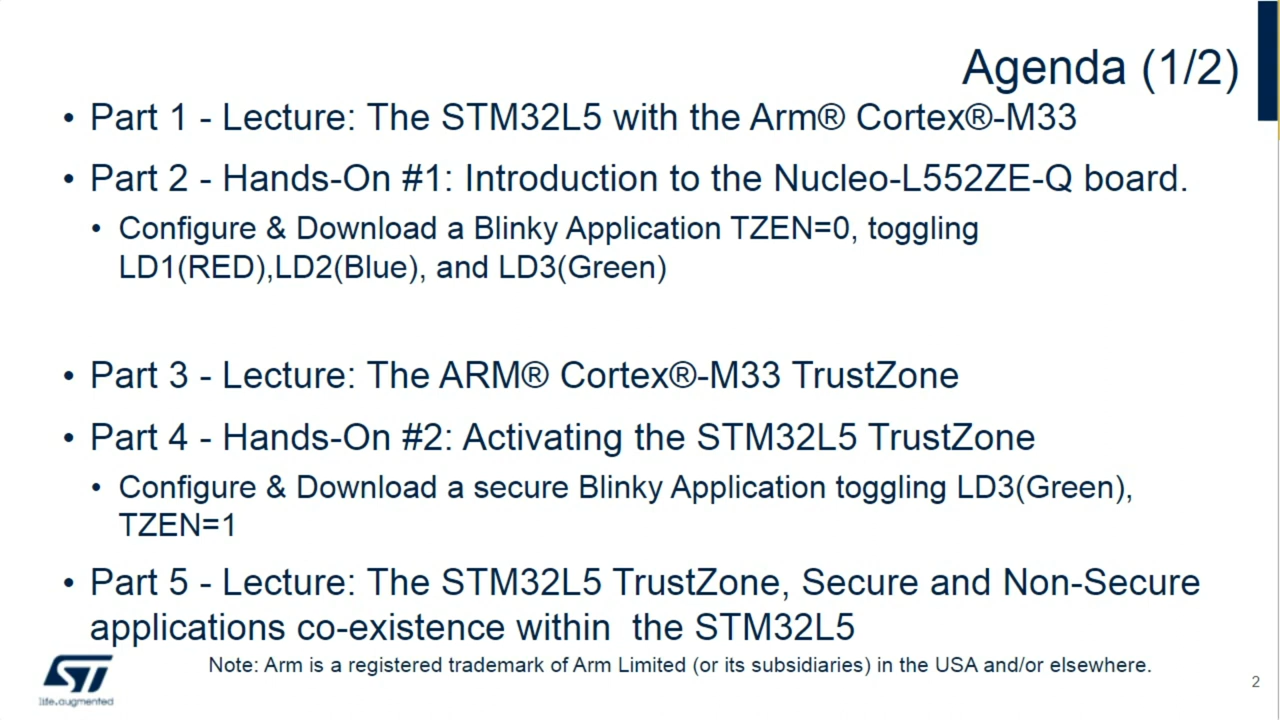 Agenda (1/2)
• Part 1 - Lecture: The STM32L5 with the Arm® Cortex®-M33
• Part 2 - Hands-On #1: Introduction to the Nucleo-L552ZE-Q board.
• Configure & Download a Blinky Application TZEN=0, toggling
LD1(RED),LD2(Blue), and LD3(Green)
• Part 3 - Lecture: The ARM® Cortex®-M33 TrustZone
• Part 4 - Hands-On #2: Activating the STM32L5 TrustZone
• Configure & Download a secure Blinky Application toggling LD3(Green),
TZEN=1
• Part 5 - Lecture: The STM32L5 TrustZone, Secure and Non-Secure
applications co-existence within  the STM32L5
Note: Arm is a registered trademark of Arm Limited (or its subsidiaries) in the USA and/or elsewhere.
ST
life.augmented
2